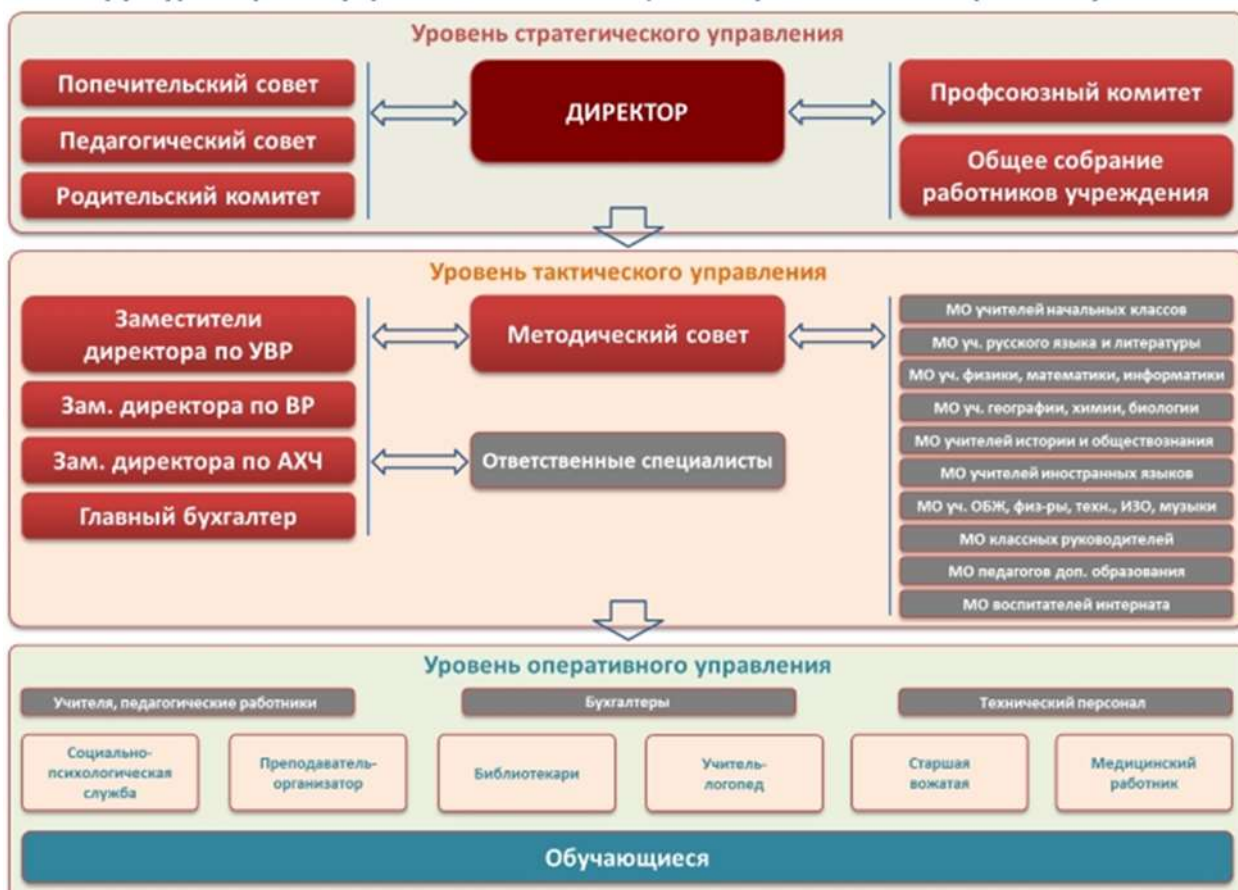 Уровень стратегического управления
Попечительский совет
Педагогический совет
Родительский комитет
ДИРЕКТОР
Профсоюзный комитет
Общее собрание
работников учреждения
Уровень тактического управления
Заместители
директора по УВР
Зам. директора по ВР
Зам. директора по АХЧ
Главный бухгалтер
Методический совет
Ответственные специалисты
МО учителей начальных классов
МО уч. русского языка и литературы
МО уч. физики, математики, информатики
МО уч. географии, химии, биологии
МО учителей истории и обществознания
МО учителей иностранных языков
МО уч. ОБЖ, физ-ры, техн., ИЗО, музыки
МО классных руководителей
МО педагогов доп. образования
МО воспитателей интерната
Уровень оперативного управления
Учителя, педагогические работники
Бухгалтеры
Технический персонал
Социально-
психологическая
служба
Преподаватель-
организатор
Библиотекари
Учитель-
логопед
Старшая
вожатая
Медицинский
работник
Обучающиеся